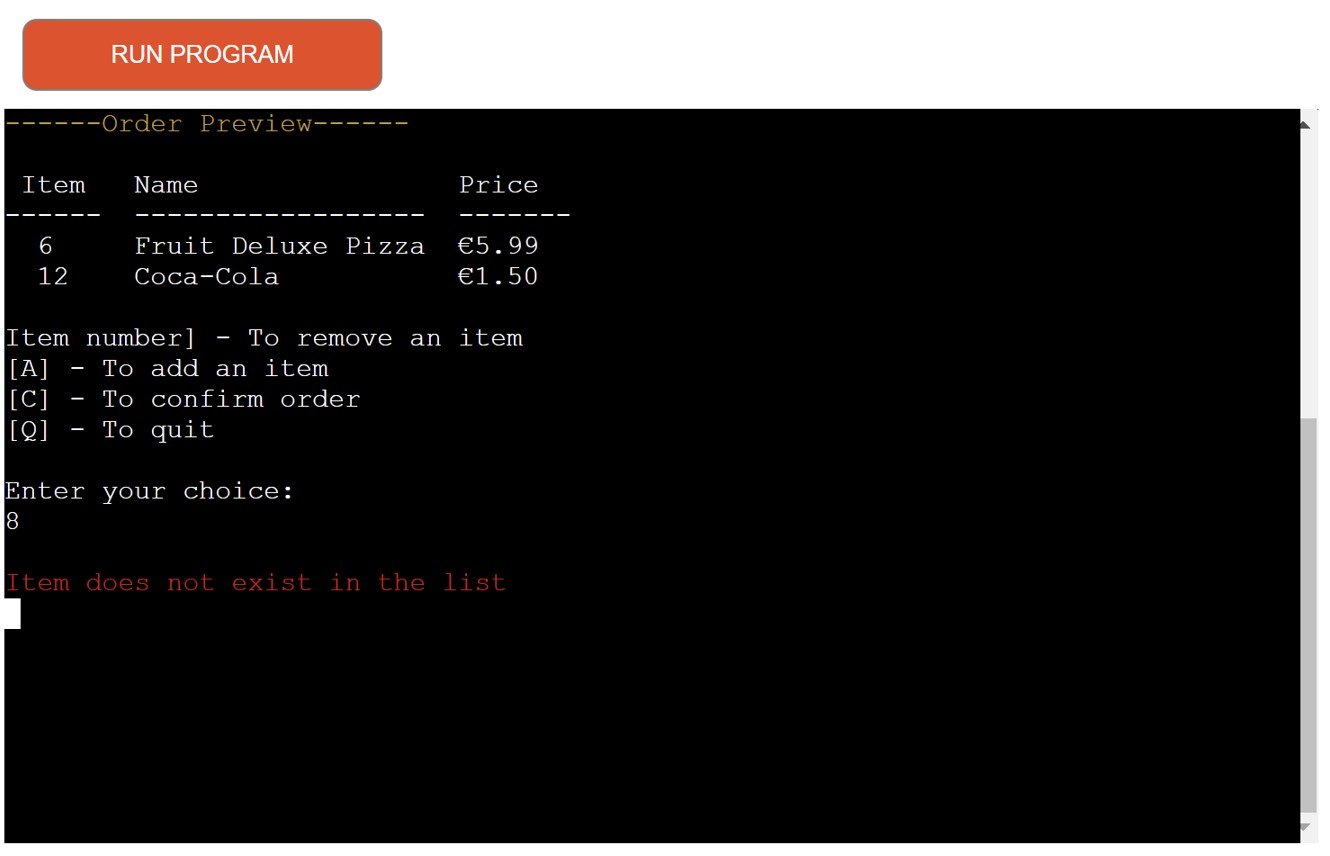 RUN PROGRAM
------Order Preview------
Item Name Price
------ ------------------ -------
6 Fruit Deluxe Pizza €5.99
12 Coca-Cola €1.50
Item number] - To remove an item
[A] - To add an item
[C] - To confirm order
[Q] - To quit
Enter your choice:
8
Item does not exist in the list